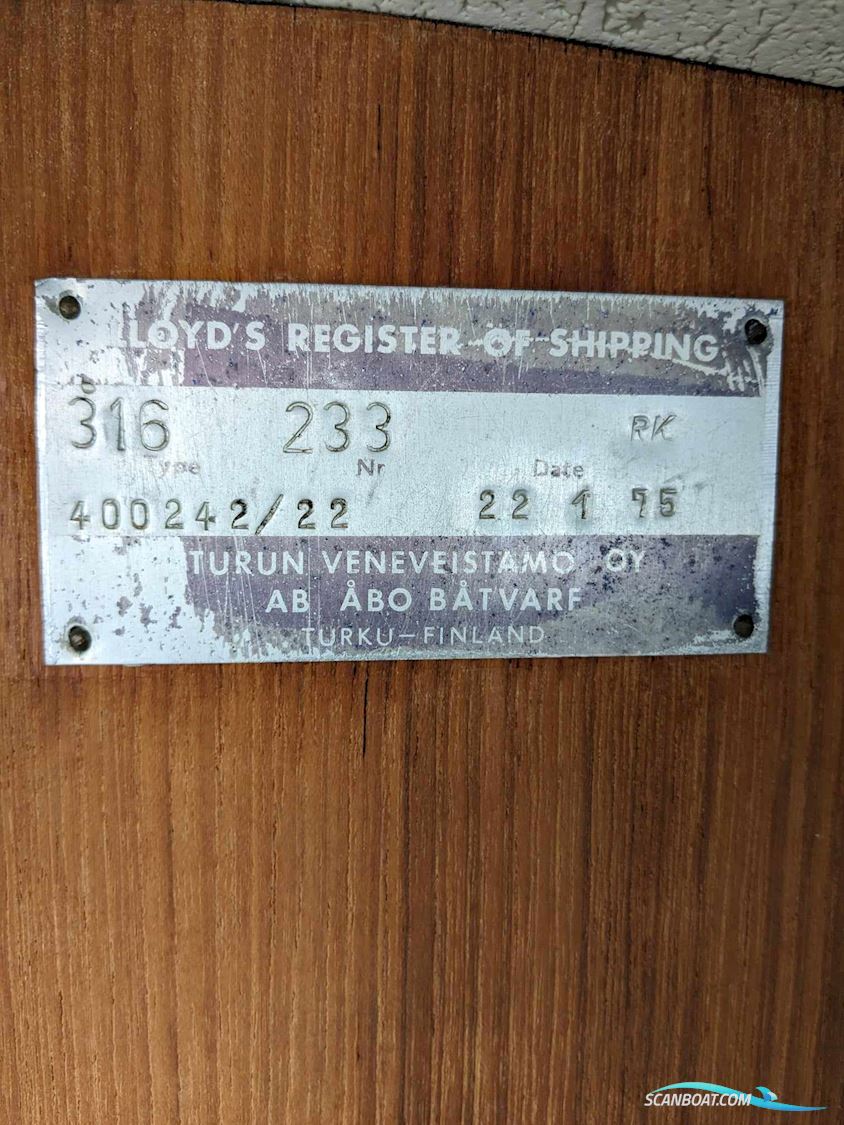 LLOYD'S REGISTER OF SHIPPING
316 233 RK
Type Nr Date
400242/22 22 1 75
TURUN VENEVEISTAMO OY
AB ÅBO BÅTVARF
TURKU-FINLAND
SCANBOAT.COM